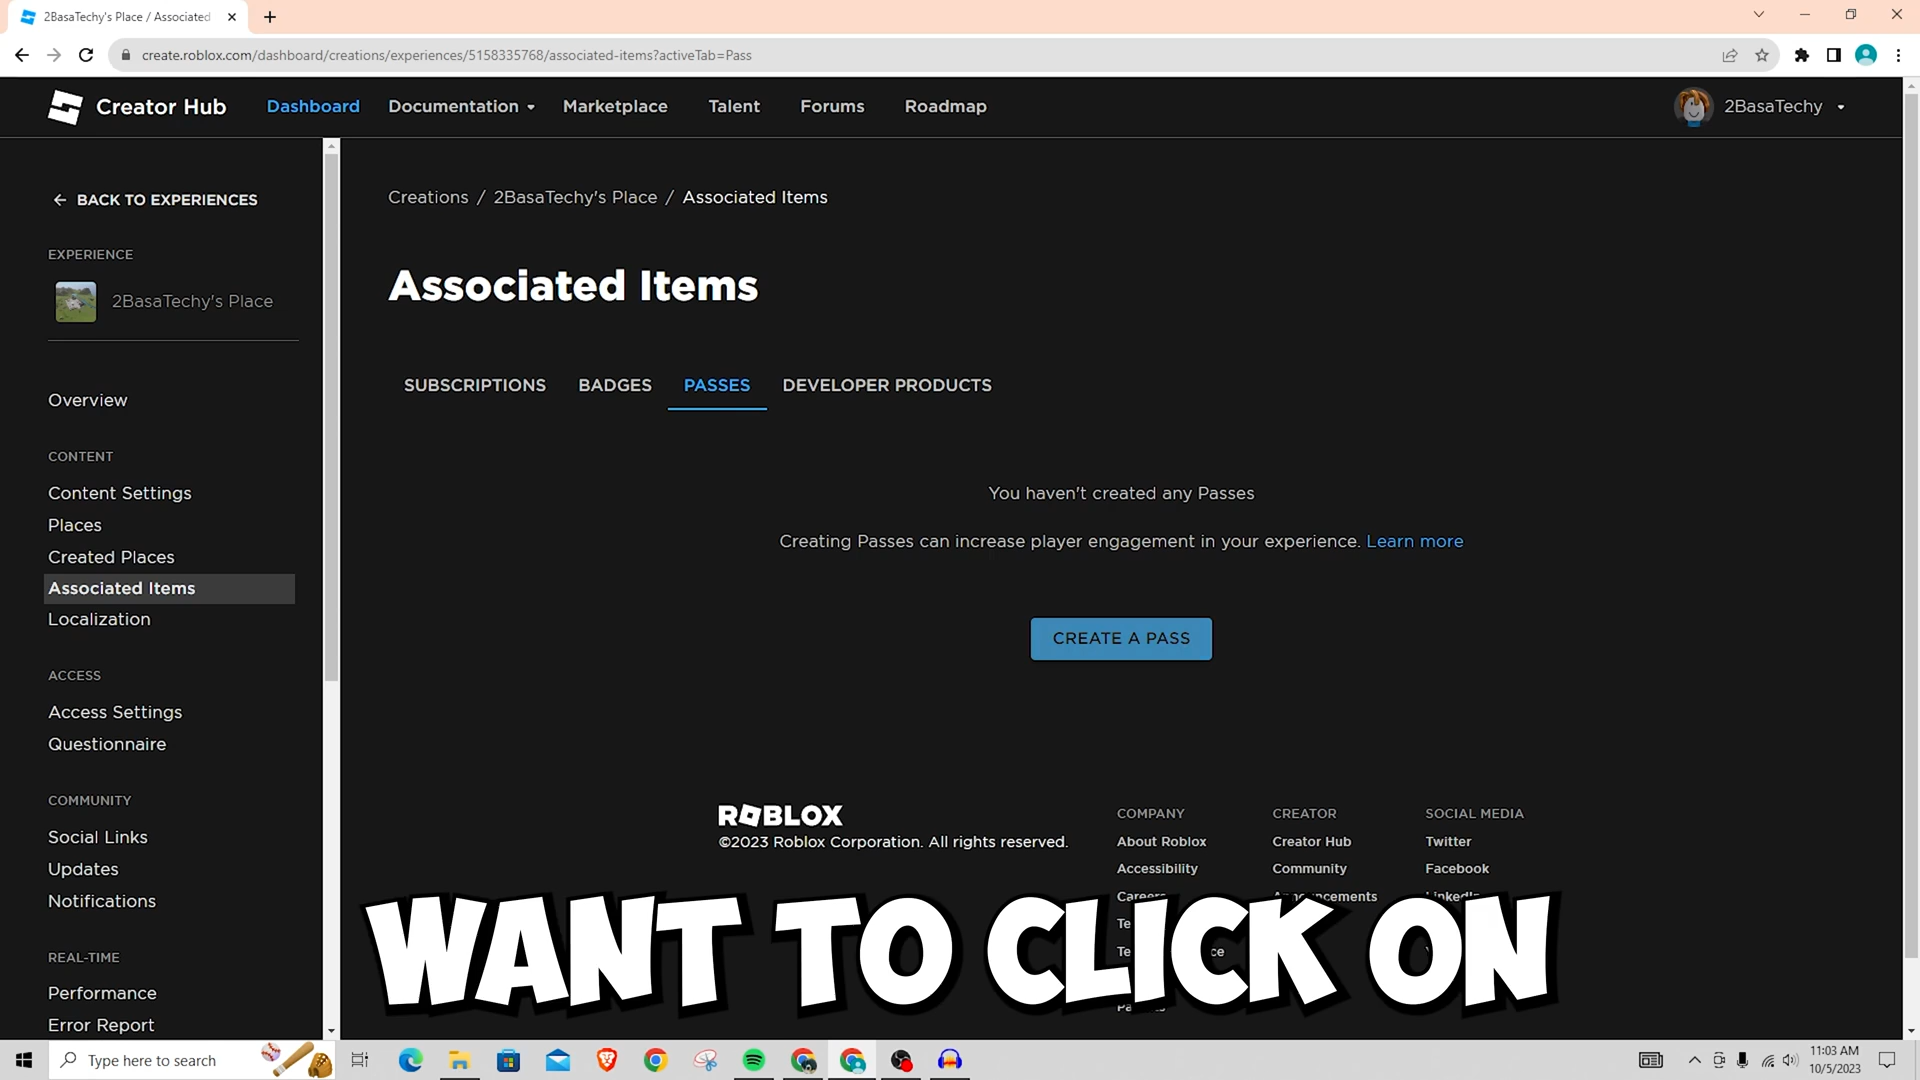 2BasaTechy's Place / Associated
create.roblox.com/dashboard/creations/experiences/5158335768/associated-items?activeTab=Pass
Creator Hub
Dashboard
Documentation
Marketplace
Talent
Forums
Roadmap
2BasaTechy
BACK TO EXPERIENCES
EXPERIENCE
2BasaTechy's Place
Overview
CONTENT
Content Settings
Places
Created Places
Associated Items
Localization
ACCESS
Access Settings
Questionnaire
COMMUNITY
Social Links
Updates
Notifications
REAL-TIME
Performance
Error Report
Creations / 2BasaTechy's Place / Associated Items
Associated Items
SUBSCRIPTIONS
BADGES
PASSES
DEVELOPER PRODUCTS
You haven't created any Passes
Creating Passes can increase player engagement in your experience. Learn more
CREATE A PASS
ROBLOX
©2023 Roblox Corporation. All rights reserved.
COMPANY
About Roblox
Accessibility
Careers
CREATOR
Creator Hub
Community
SOCIAL MEDIA
Twitter
Facebook
LinkedIn
WANT TO CLICK ON
Type here to search
11:03 AM
10/5/2023